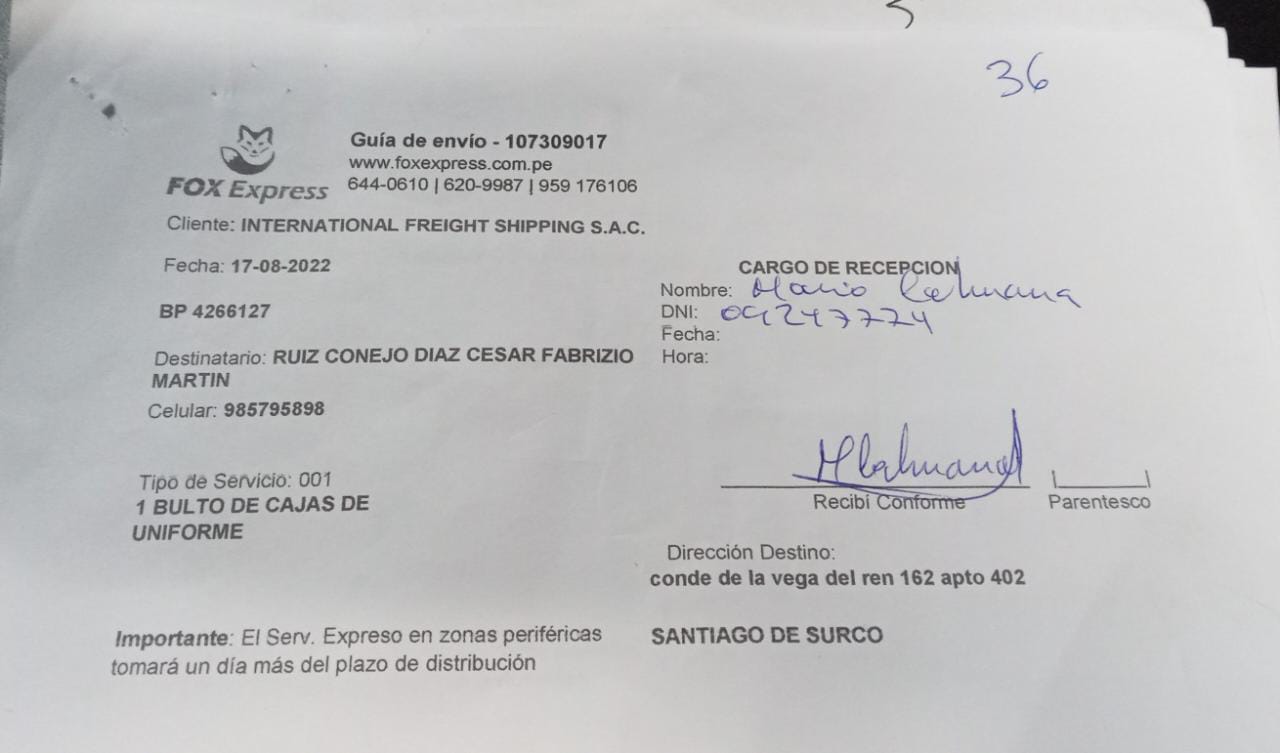 36
Guía de envío - 107309017
www.foxexpress.com.pe
644-0610 | 620-9987 | 959 176106
FOX Express
Cliente: INTERNATIONAL FREIGHT SHIPPING S.A.C.
Fecha: 17-08-2022
BP 4266127
Destinatario: RUIZ CONEJO DIAZ CESAR FABRIZIO
MARTIN
Celular: 985795898
Tipo de Servicio: 001
1 BULTO DE CAJAS DE
UNIFORME
Importante: El Serv. Expreso en zonas periféricas
tomará un día más del plazo de distribución
CARGO DE RECEPCION
Nombre: Mario
DNI: 09247774
Fecha:
Hora:
Recibí Conforme
Parentesco
Dirección Destino:
conde de la vega del ren 162 apto 402
SANTIAGO DE SURCO